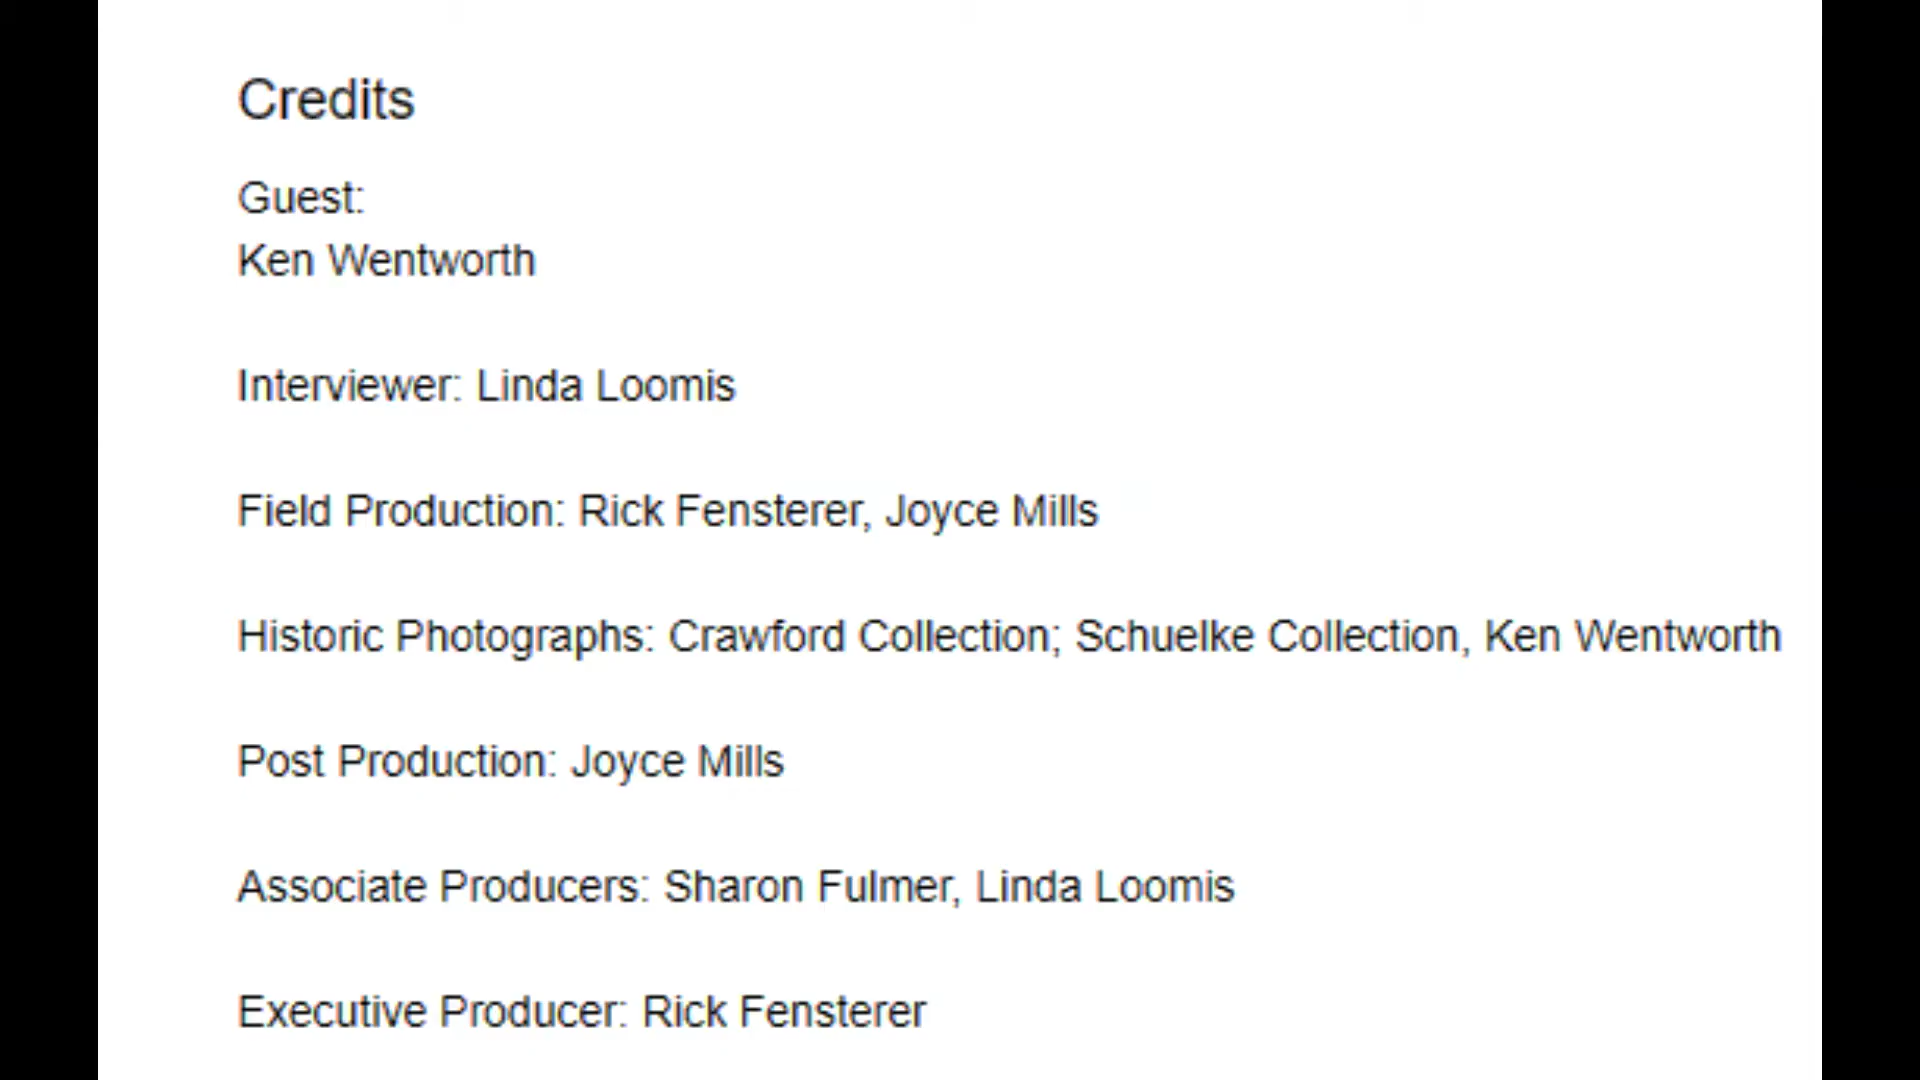 Credits
Guest:
Ken Wentworth
Interviewer: Linda Loomis
Field Production: Rick Fensterer, Joyce Mills
Historic Photographs: Crawford Collection; Schuelke Collection, Ken Wentworth
Post Production: Joyce Mills
Associate Producers: Sharon Fulmer, Linda Loomis
Executive Producer: Rick Fensterer